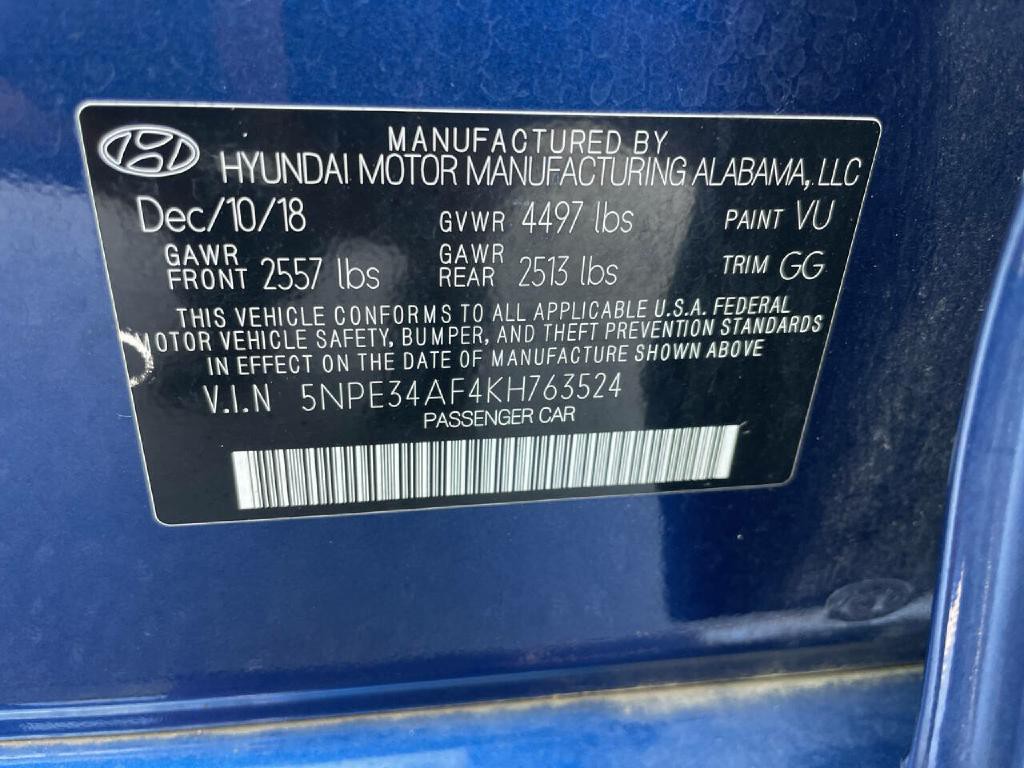 MANUFACTURED BY
HYUNDAI MOTOR MANUFACTURING ALABAMA, LLC
Dec/10/18 GVWR 4497 lbs PAINT VU
GAWR FRONT 2557 lbs GAWR REAR 2513 lbs TRIM GG
THIS VEHICLE CONFORMS TO ALL APPLICABLE U.S.A. FEDERAL
MOTOR VEHICLE SAFETY, BUMPER, AND THEFT PREVENTION STANDARDS
IN EFFECT ON THE DATE OF MANUFACTURE SHOWN ABOVE
V.I.N 5NPE34AF4KH763524
PASSENGER CAR